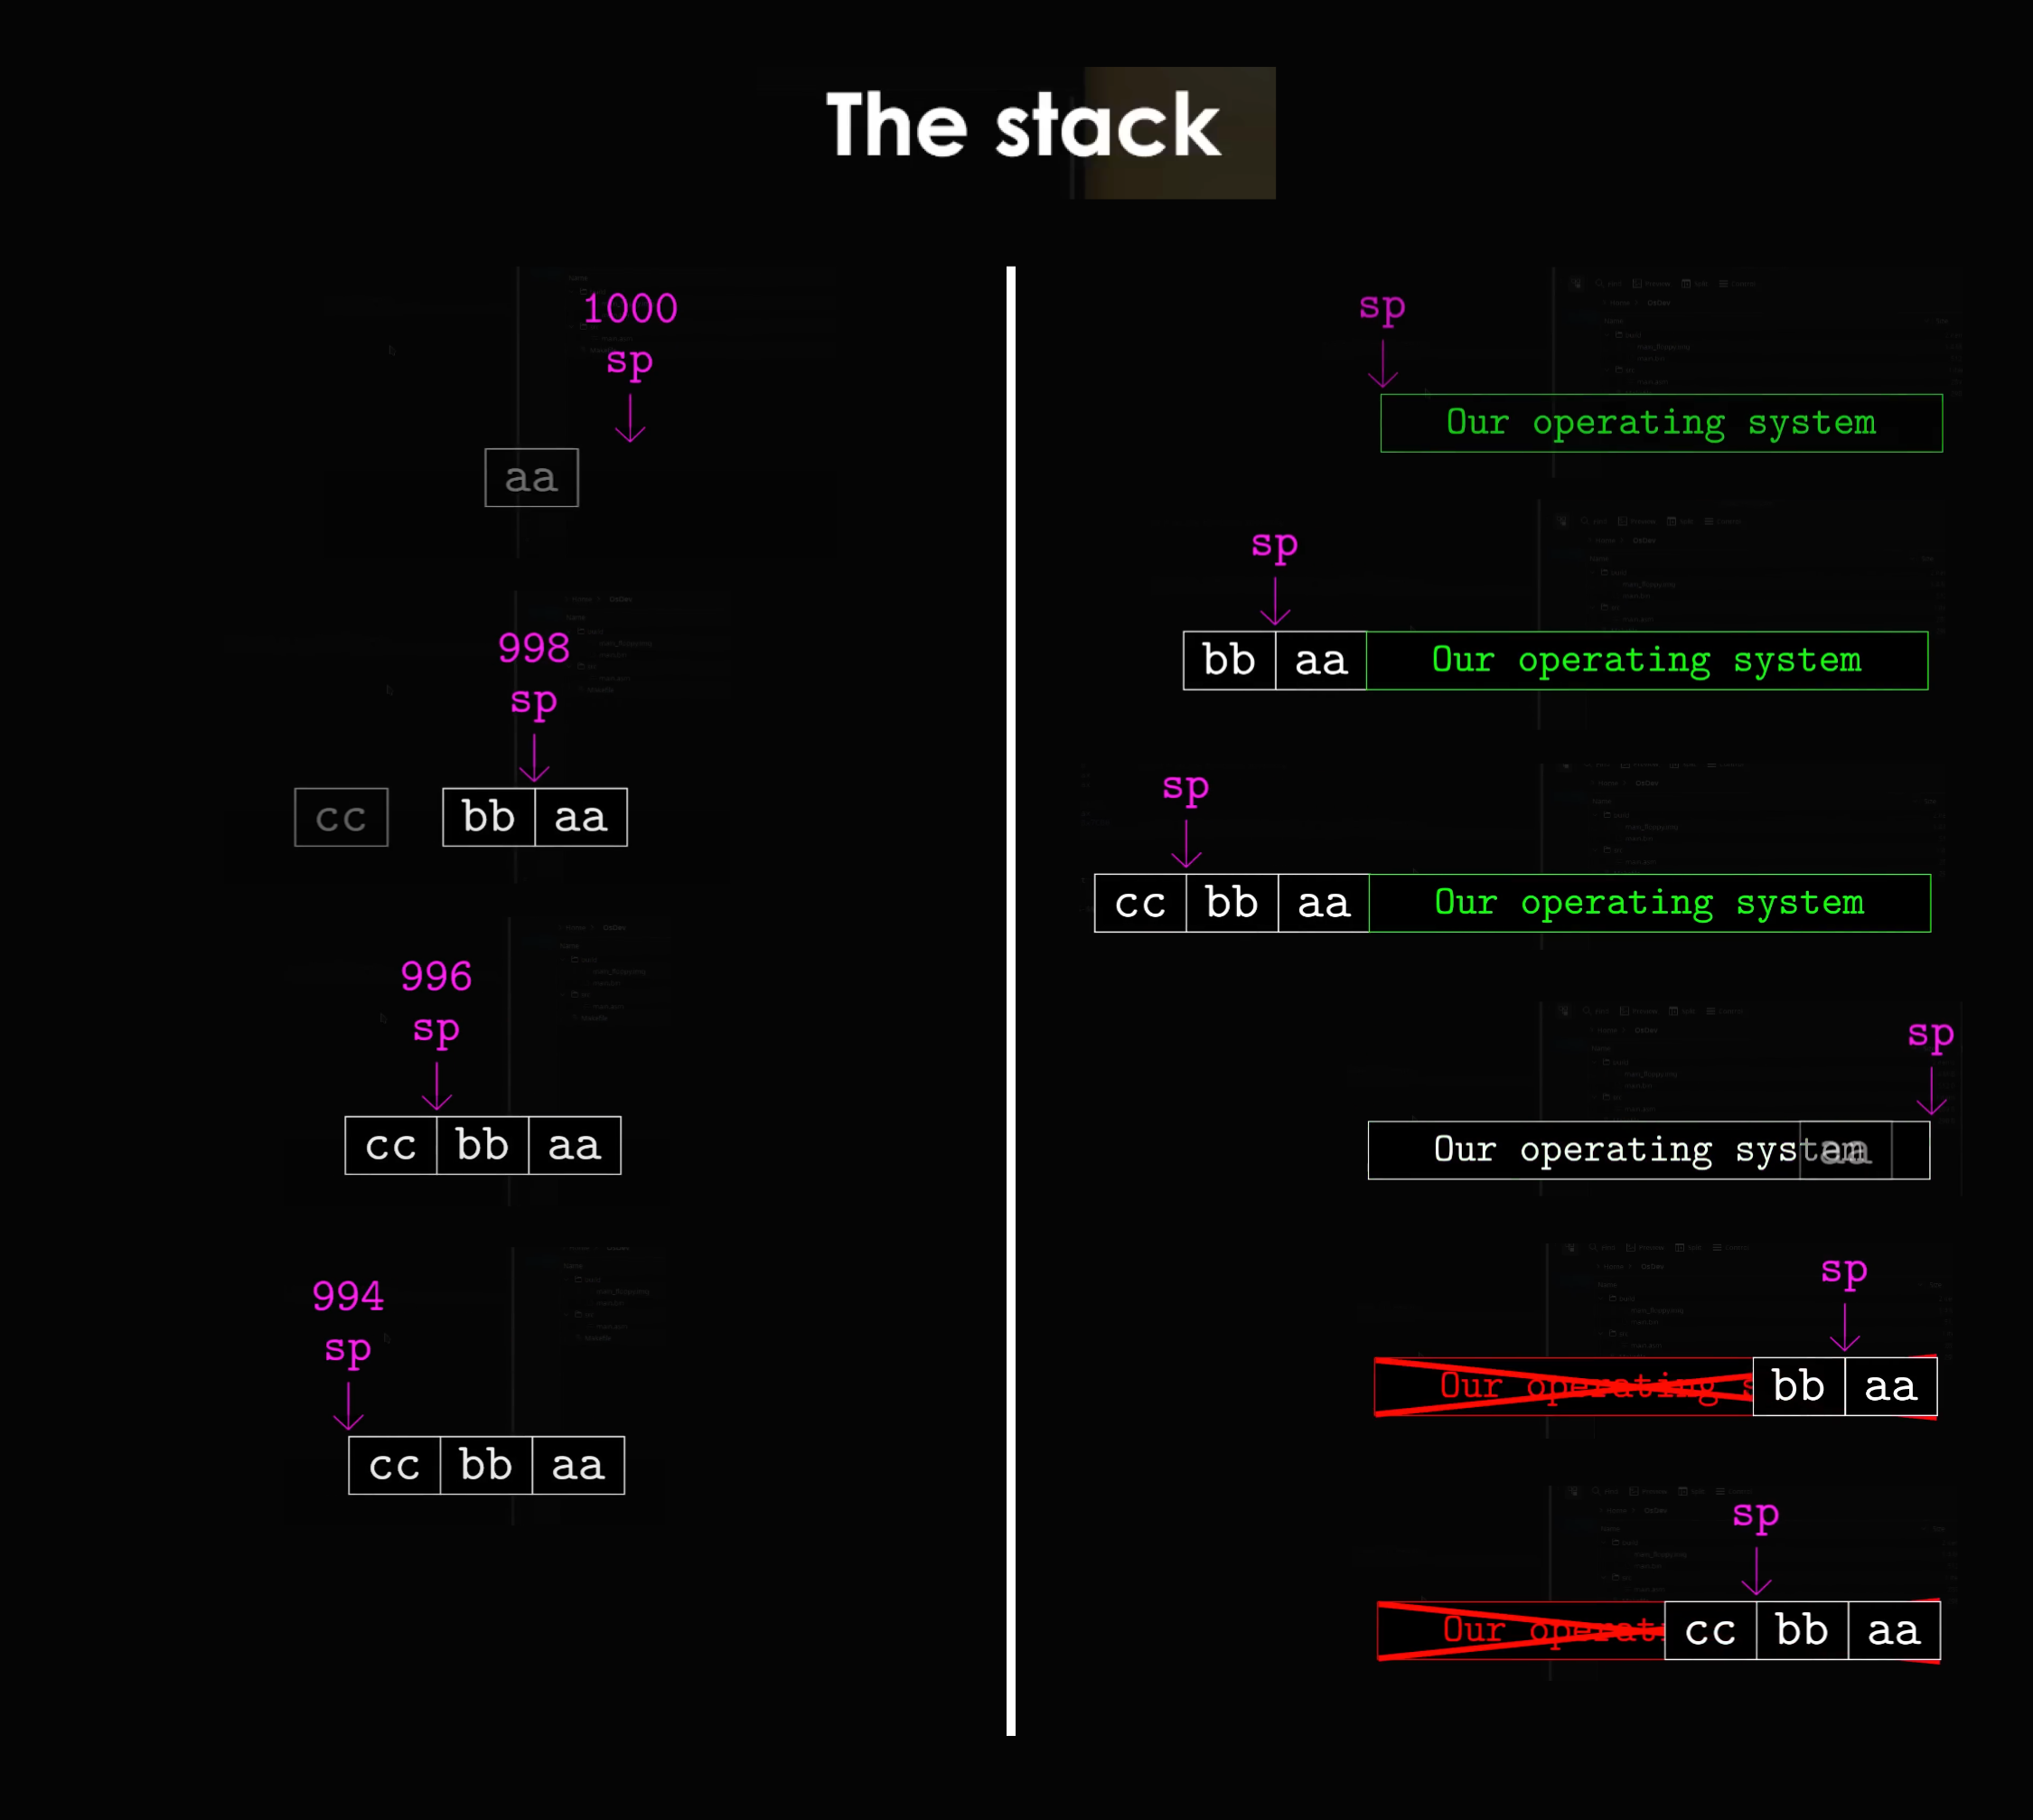 The stack
1000
sp
aa
998
sp
cc bb aa
996
sp
cc bb aa
994
sp
cc bb aa
sp
Our operating system
sp
bb aa Our operating system
sp
cc bb aa Our operating system
sp
Our operating system aa
sp
Our operating s bb aa
sp
Our operati cc bb aa